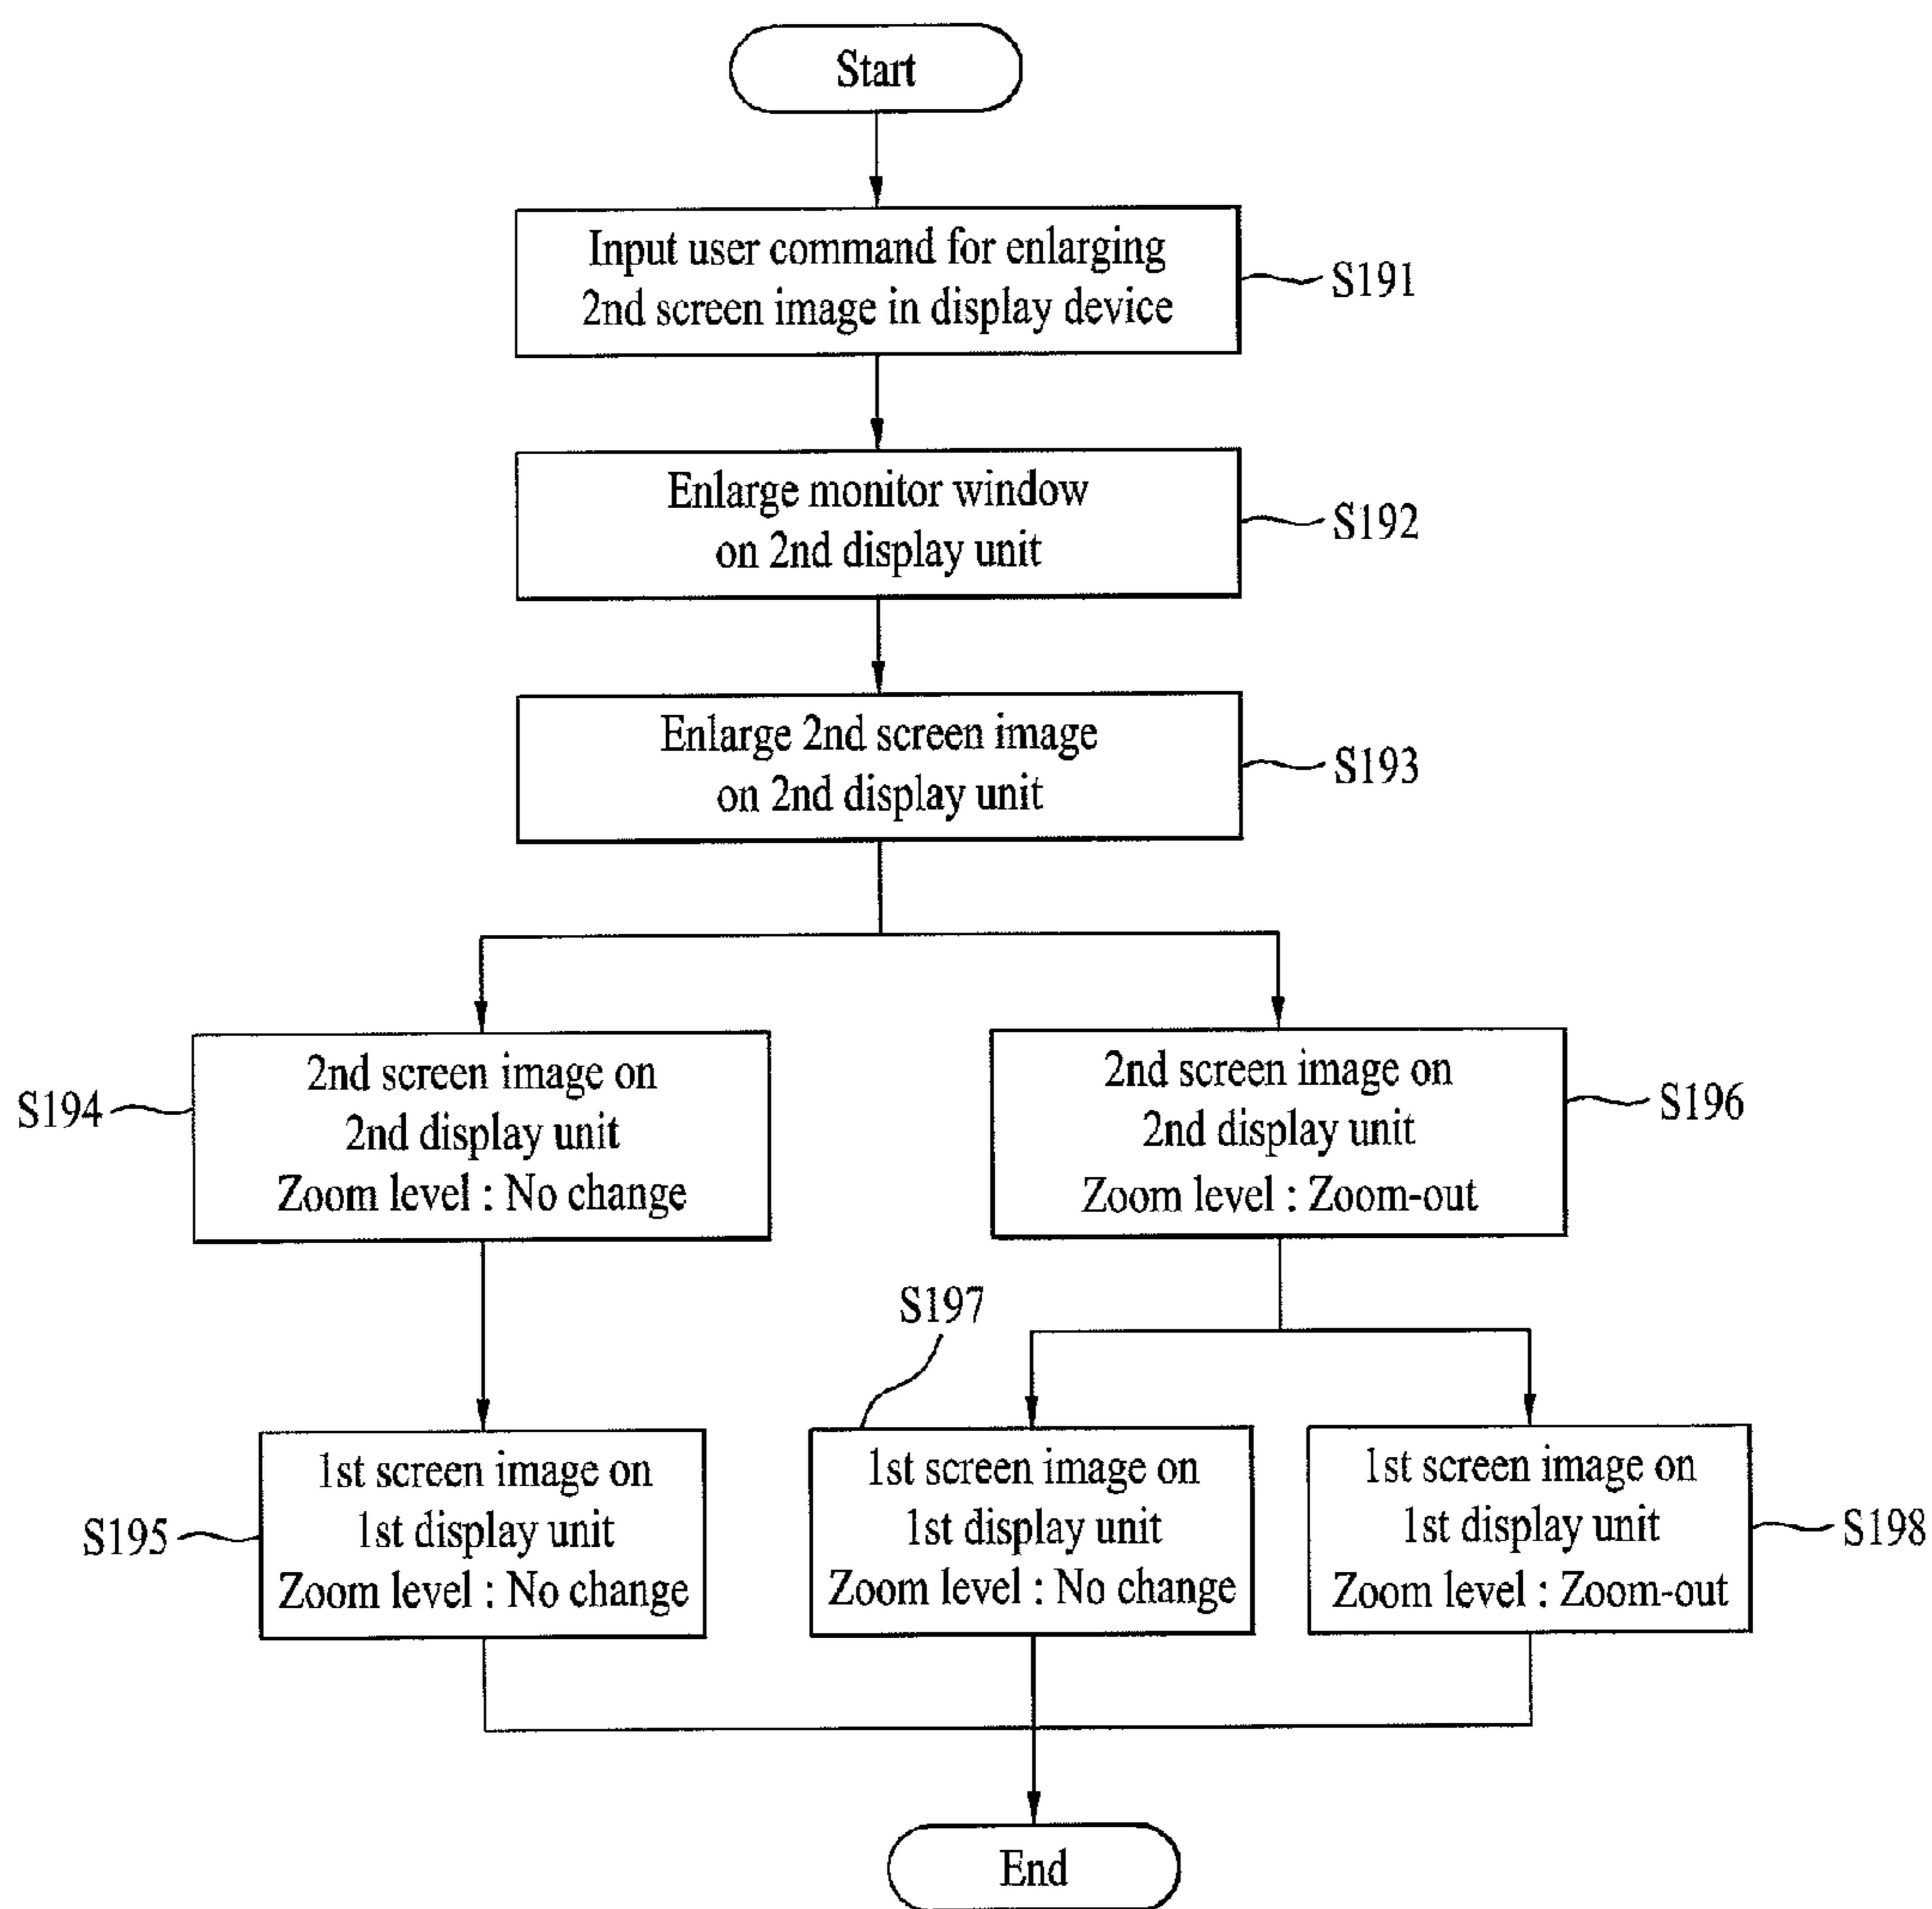 Start
Input user command for enlarging
2nd screen image in display device
S191
Enlarge monitor window
on 2nd display unit
S192
Enlarge 2nd screen image
on 2nd display unit
S193
S194
2nd screen image on
2nd display unit
Zoom level : No change
2nd screen image on
2nd display unit
Zoom level : Zoom-out
S196
S197
S195
1st screen image on
1st display unit
Zoom level : No change
1st screen image on
1st display unit
Zoom level : No change
1st screen image on
1st display unit
Zoom level : Zoom-out
S198
End